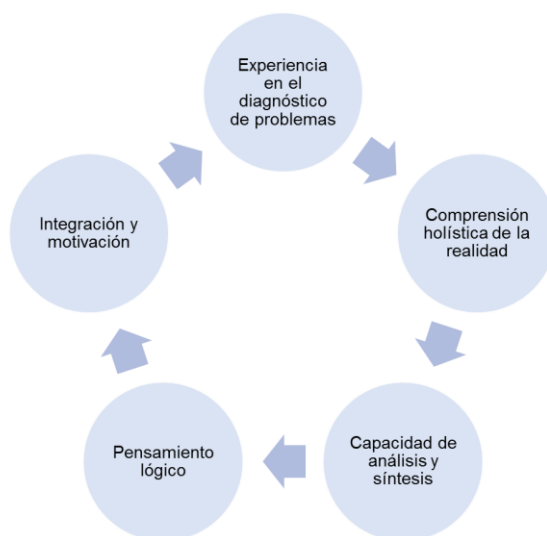 Experiencia
en el
diagnóstico
de problemas
Comprensión
holística de la
realidad
Capacidad de
análisis y
síntesis
Pensamiento
lógico
Integración y
motivación